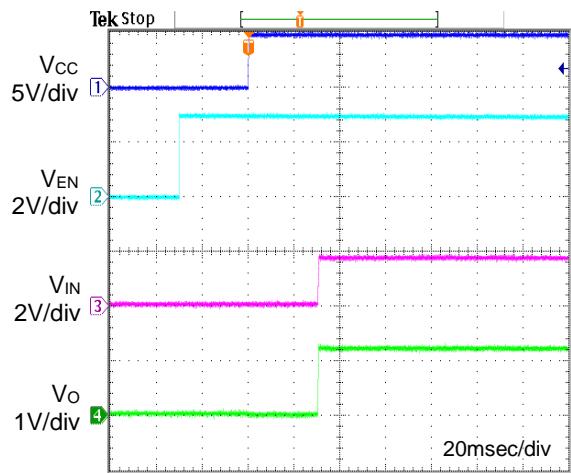 Tek Stop
T
T
VCC
5V/div
1
VEN
2V/div
2
VIN
2V/div
3
VO
1V/div
4
20msec/div